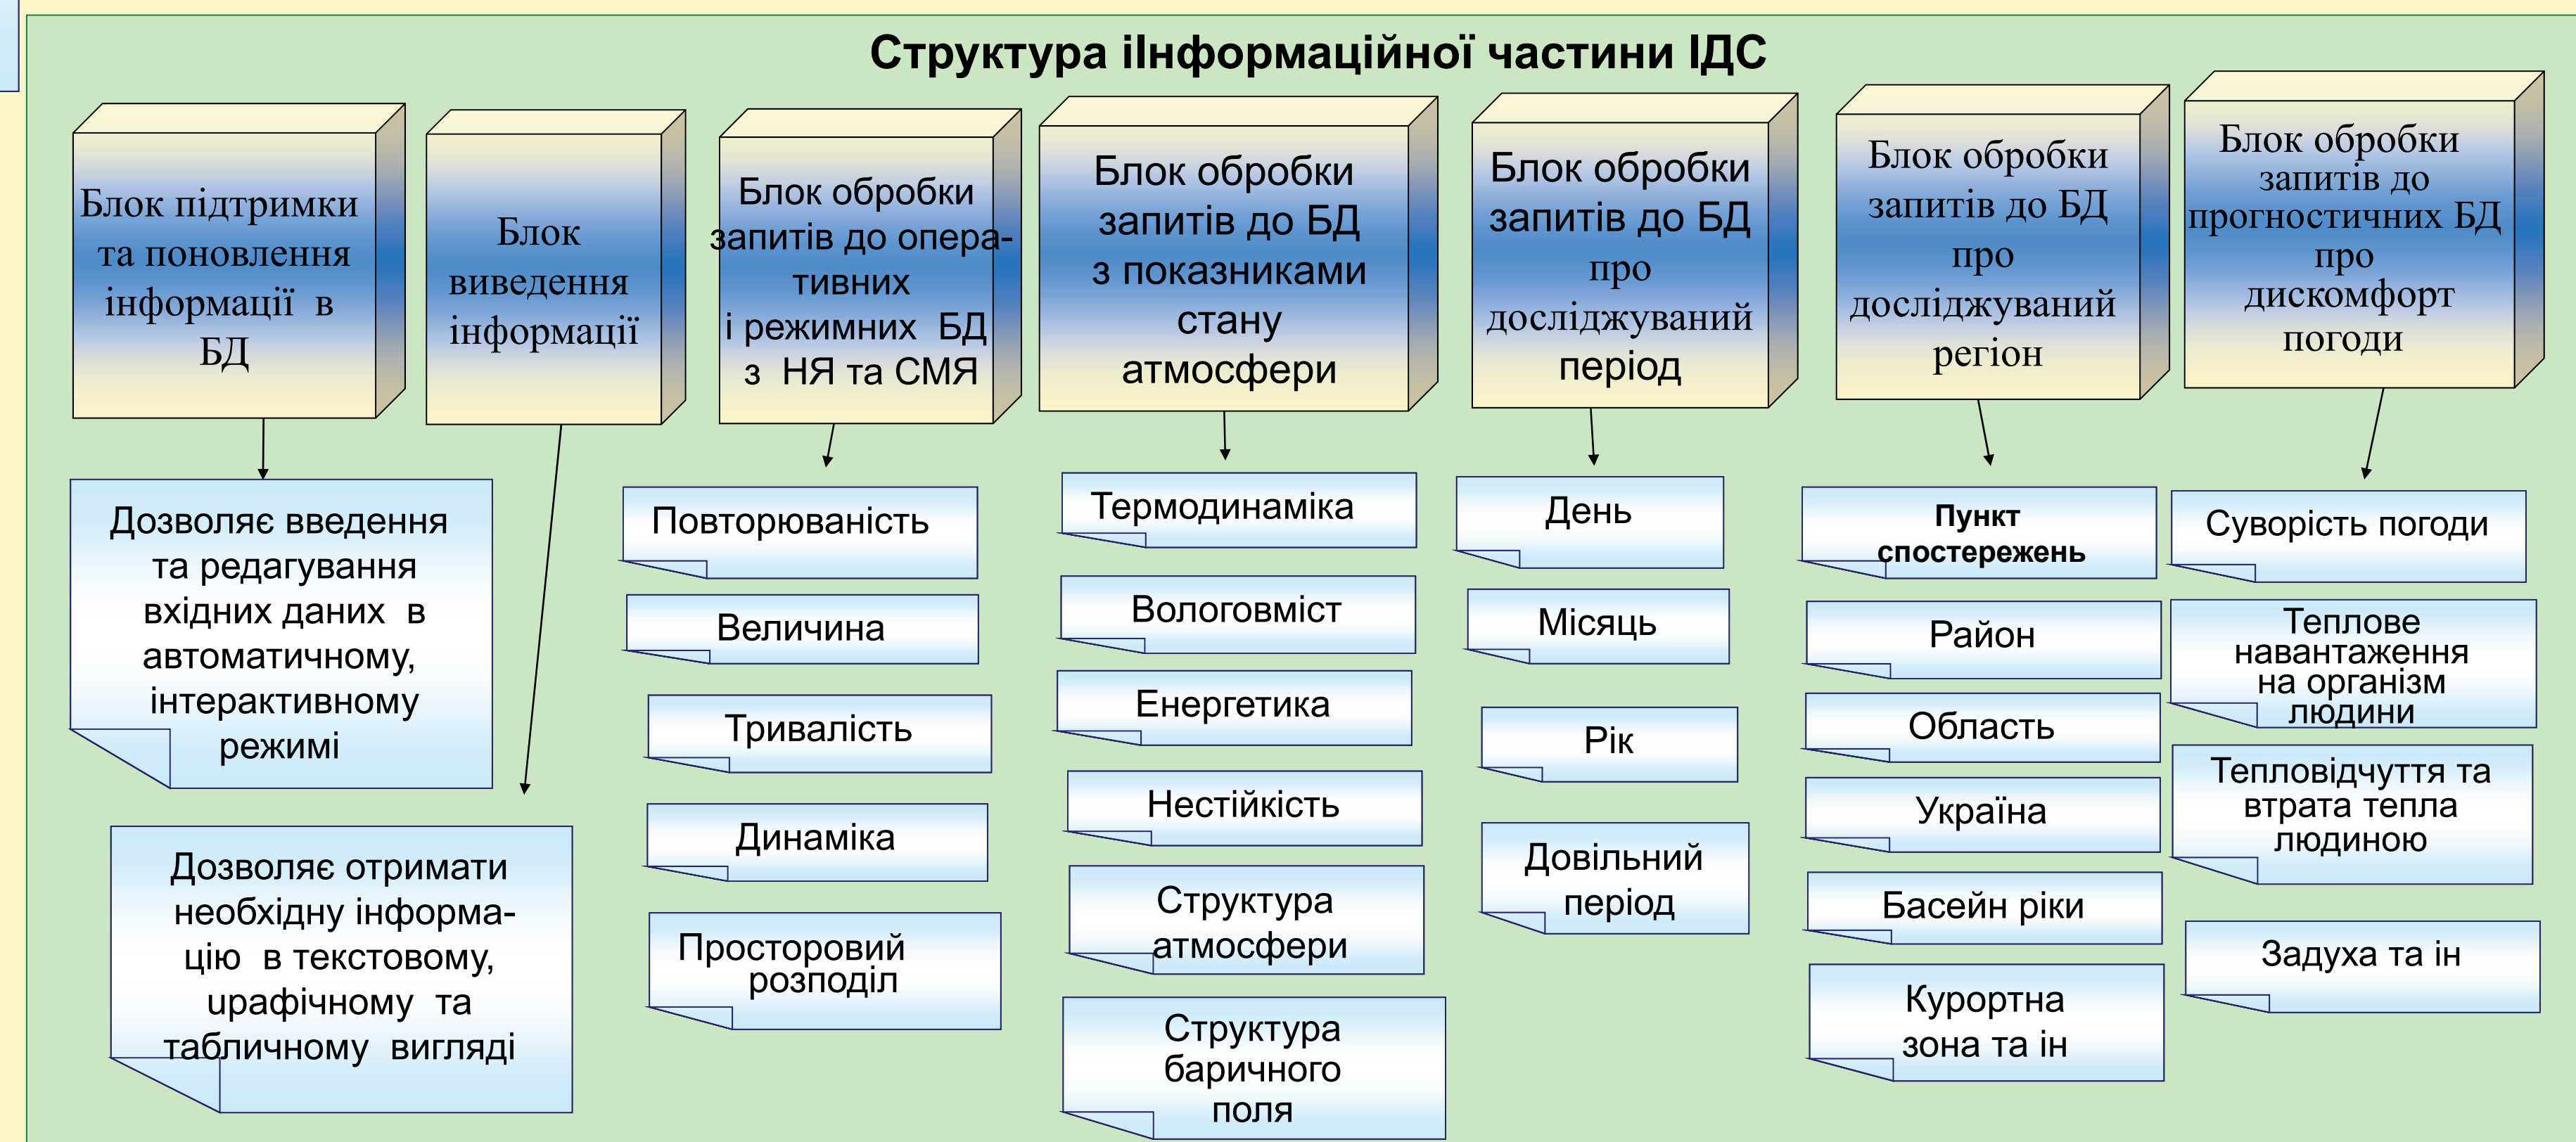 Структура іІнформаційної частини ІДС
Блок підтримки
та поновлення
інформації в
БД
Блок
виведення
інформації
Блок обробки
запитів до опера-
тивних
і режимних БД
з НЯ та СМЯ
Блок обробки
запитів до БД
з показниками
стану
атмосфери
Блок обробки
запитів до БД
про
досліджуваний
період
Блок обробки
запитів до БД
про
досліджуваний
регіон
Блок обробки
запитів до
прогностичних БД
про
дискомфорт
погоди
Дозволяє введення
та редагування
вхідних даних в
автоматичному,
інтерактивному
режимі
Дозволяє отримати
необхідну інформа-
цію в текстовому,
uрафічному та
табличному вигляді
Повторюваність
Величина
Тривалість
Динаміка
Просторовий
розподіл
Термодинаміка
Вологовміст
Енергетика
Нестійкість
Структура
атмосфери
Структура
баричного
поля
День
Місяць
Рік
Довільний
період
Пункт
спостережень
Район
Область
Україна
Басейн ріки
Курортна
зона та ін
Суворість погоди
Теплове
навантаження
на організм
людини
Тепловідчуття та
втрата тепла
людиною
Задуха та ін